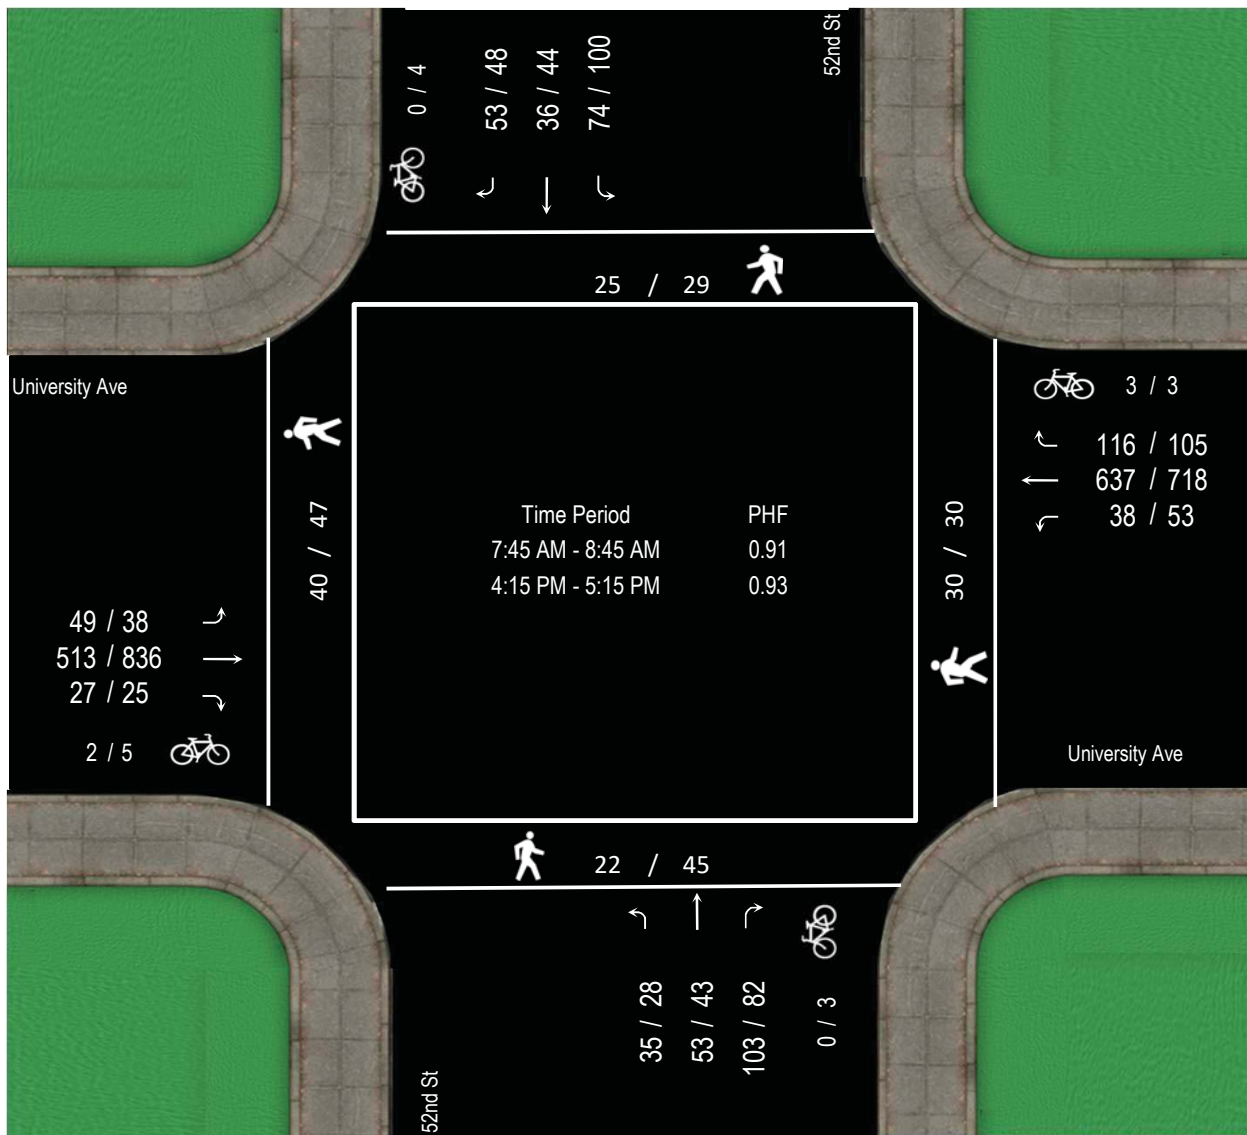 52nd St
0 / 4
53 / 48
36 / 44
74 / 100
25 / 29
University Ave
3 / 3
116 / 105
637 / 718
38 / 53
40 / 47
Time Period PHF
7:45 AM - 8:45 AM 0.91
4:15 PM - 5:15 PM 0.93
30 / 30
49 / 38
513 / 836
27 / 25
2 / 5
University Ave
22 / 45
35 / 28
53 / 43
103 / 82
0 / 3
52nd St